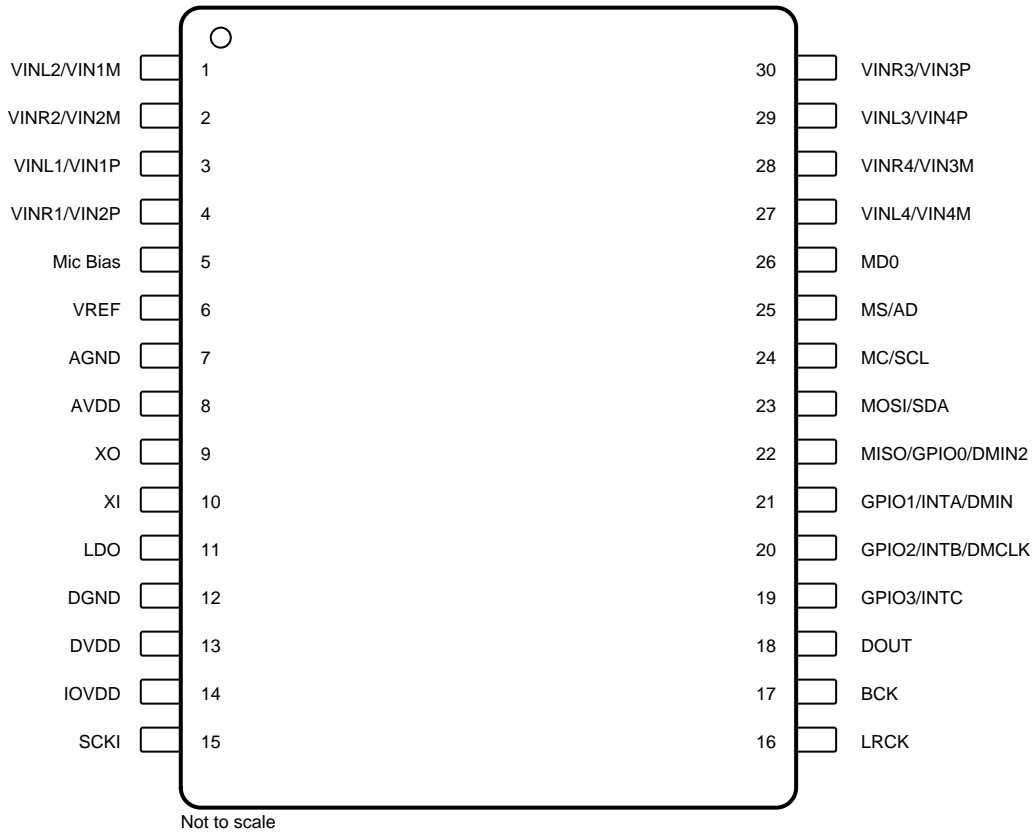 VINL2/VIN1M 1 30 VINR3/VIN3P
VINR2/VIN2M 2 29 VINL3/VIN4P
VINL1/VIN1P 3 28 VINR4/VIN3M
VINR1/VIN2P 4 27 VINL4/VIN4M
Mic Bias 5 26 MD0
VREF 6 25 MS/AD
AGND 7 24 MC/SCL
AVDD 8 23 MOSI/SDA
XO 9 22 MISO/GPIO0/DMIN2
XI 10 21 GPIO1/INTA/DMIN
LDO 11 20 GPIO2/INTB/DMCLK
DGND 12 19 GPIO3/INTC
DVDD 13 18 DOUT
IOVDD 14 17 BCK
SCKI 15 16 LRCK
Not to scale